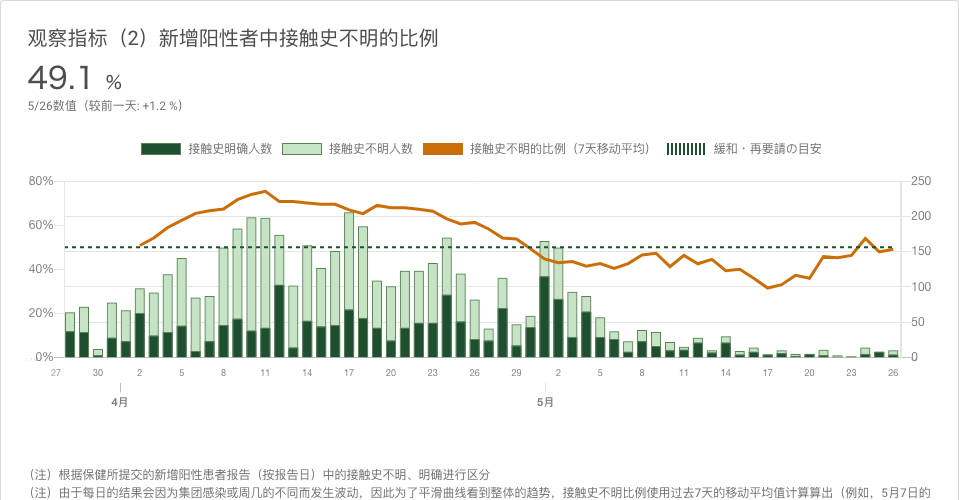 观察指标（2）新增阳性者中接触史不明的比例
49.1 %
5/26数值（较前一天: +1.2 %）
接触史明确人数 接触史不明人数 接触史不明的比例（7天移动平均） 緩和・再要請の目安
80% 250
200
60%
150
40%
100
20%
50
0% 0
27 30 2 5 8 11 14 17 20 23 26 29 2 5 8 11 14 17 20 23 26
4月 5月
（注）根据保健所提交的新增阳性患者报告（按报告日）中的接触史不明、明确进行区分
（注）由于每日的结果会因为集团感染或周几的不同而发生波动，因此为了平滑曲线看到整体的趋势，接触史不明比例使用过去7天的移动平均值计算算出（例如，5月7日的